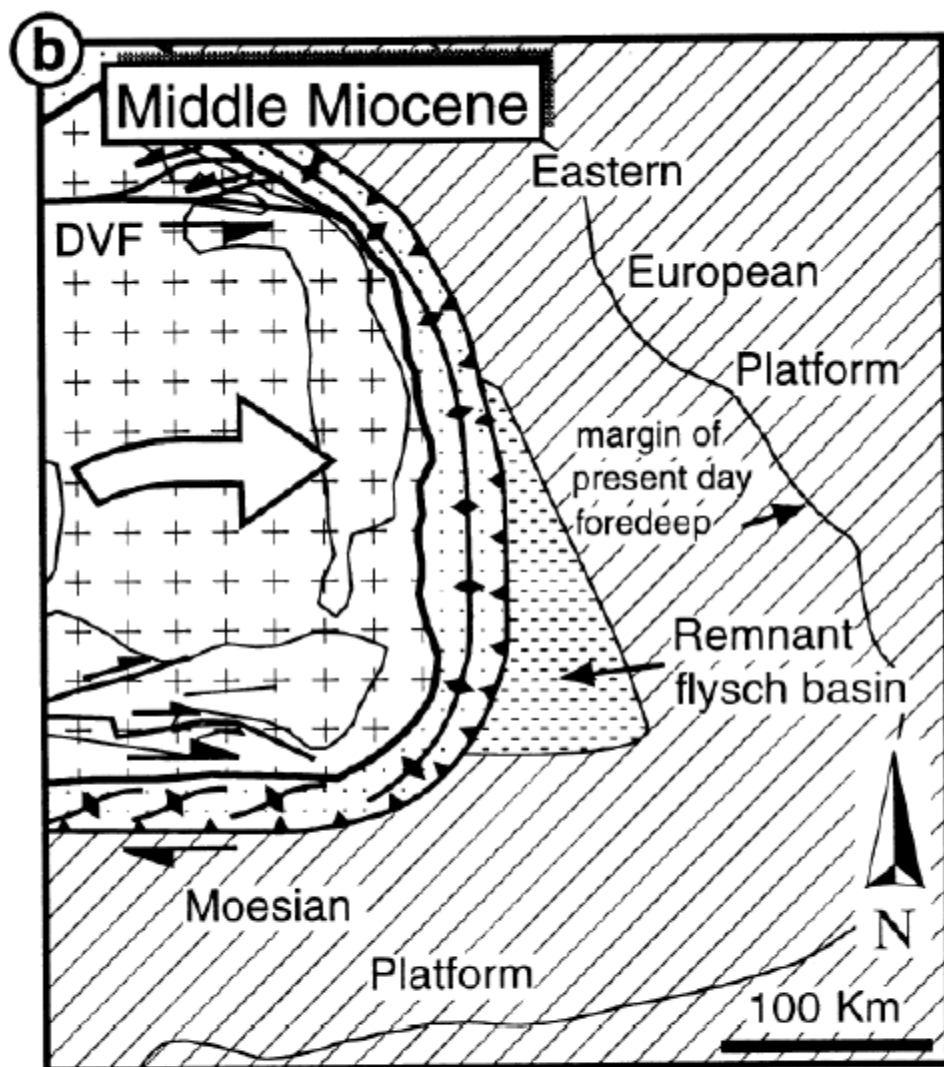 b
Middle Miocene
Eastern
European
Platform
DVF
margin of
present day
foredeep
Remnant
flysch basin
Moesian
Platform
N
100 Km